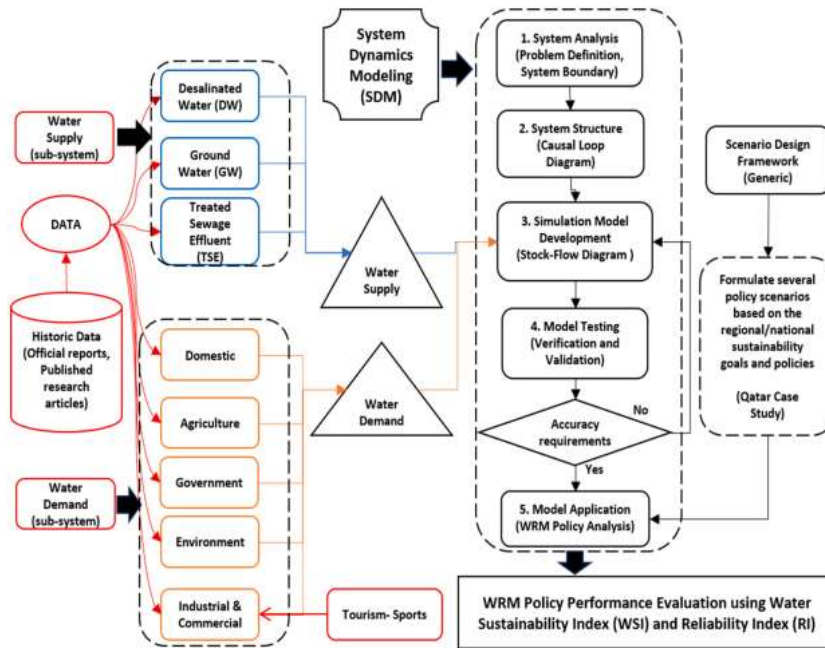 System
Dynamics
Modeling
(SDM)
1. System Analysis
(Problem Definition,
System Boundary)
Desalinated
Water (DW)
Water
Supply
(sub-system)
2. System Structure
(Causal Loop
Diagram)
Scenario Design
Framework
(Generic)
Ground
Water (GW)
DATA
Treated
Sewage
Effluent
(TSE)
3. Simulation Model
Development
(Stock-Flow Diagram )
Water
Supply
Formulate several
policy scenarios
based on the
regional/national
sustainability
goals and policies
(Qatar Case
Study)
Historic Data
(Official reports,
Published
research
articles)
4. Model Testing
(Verification and
Validation)
Domestic
Water
Demand
No
Accuracy
requirements
Yes
Agriculture
Water
Demand
(sub-system)
Government
5. Model Application
(WRM Policy Analysis)
Environment
Industrial &
Commercial
Tourism- Sports
WRM Policy Performance Evaluation using Water
Sustainability Index (WSI) and Reliability Index (RI)